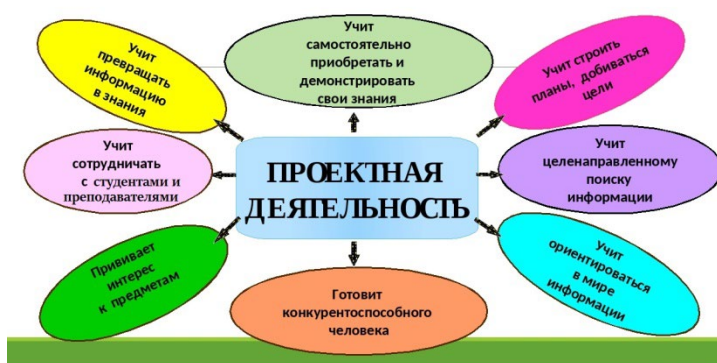 Учит
превращать
информацию
в знания
Учит
самостоятельно
приобретать и
демонстрировать
свои знания
Учит строить
планы, добиваться
цели
Учит
сотрудничать
с студентами и
преподавателями
ПРОЕКТНАЯ
ДЕЯТЕЛЬНОСТЬ
Учит
целенаправленному
поиску
информации
Прививает
интерес
к предметам
Готовит
конкурентоспособного
человека
Учит
ориентироваться
в мире
информации